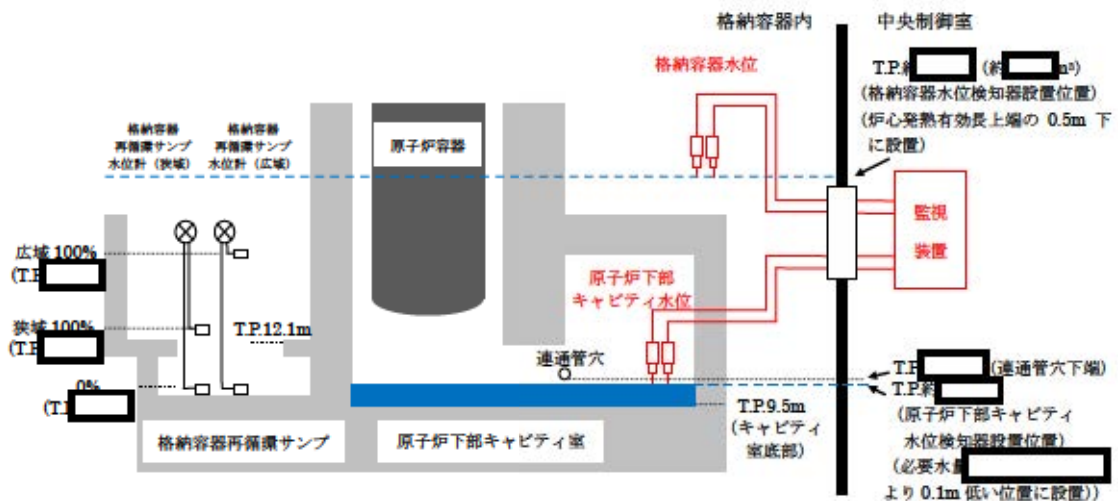 格納容器内
中央制御室
格納容器水位
T.P.約
(約
m³)
(格納容器水位検知器設置位置)
(炉心発熱有効長上端の 0.5m 下
に設置)
格納容器
再循環サンプ
水位計（狭域）
格納容器
再循環サンプ
水位計（広域）
原子炉容器
監視
装置
広域 100%
(T.P
原子炉下部
キャビティ水位
狭域 100%
(T.P
T.P.12.1m
連通管穴
0%
(T.P
T.P
(連通管穴下端)
T.P.約
(原子炉下部キャビティ
水位検知器設置位置)
(必要水量
より 0.1m 低い位置に設置))
T.P.9.5m
(キャビティ
室底部)
格納容器再循環サンプ
原子炉下部キャビティ室